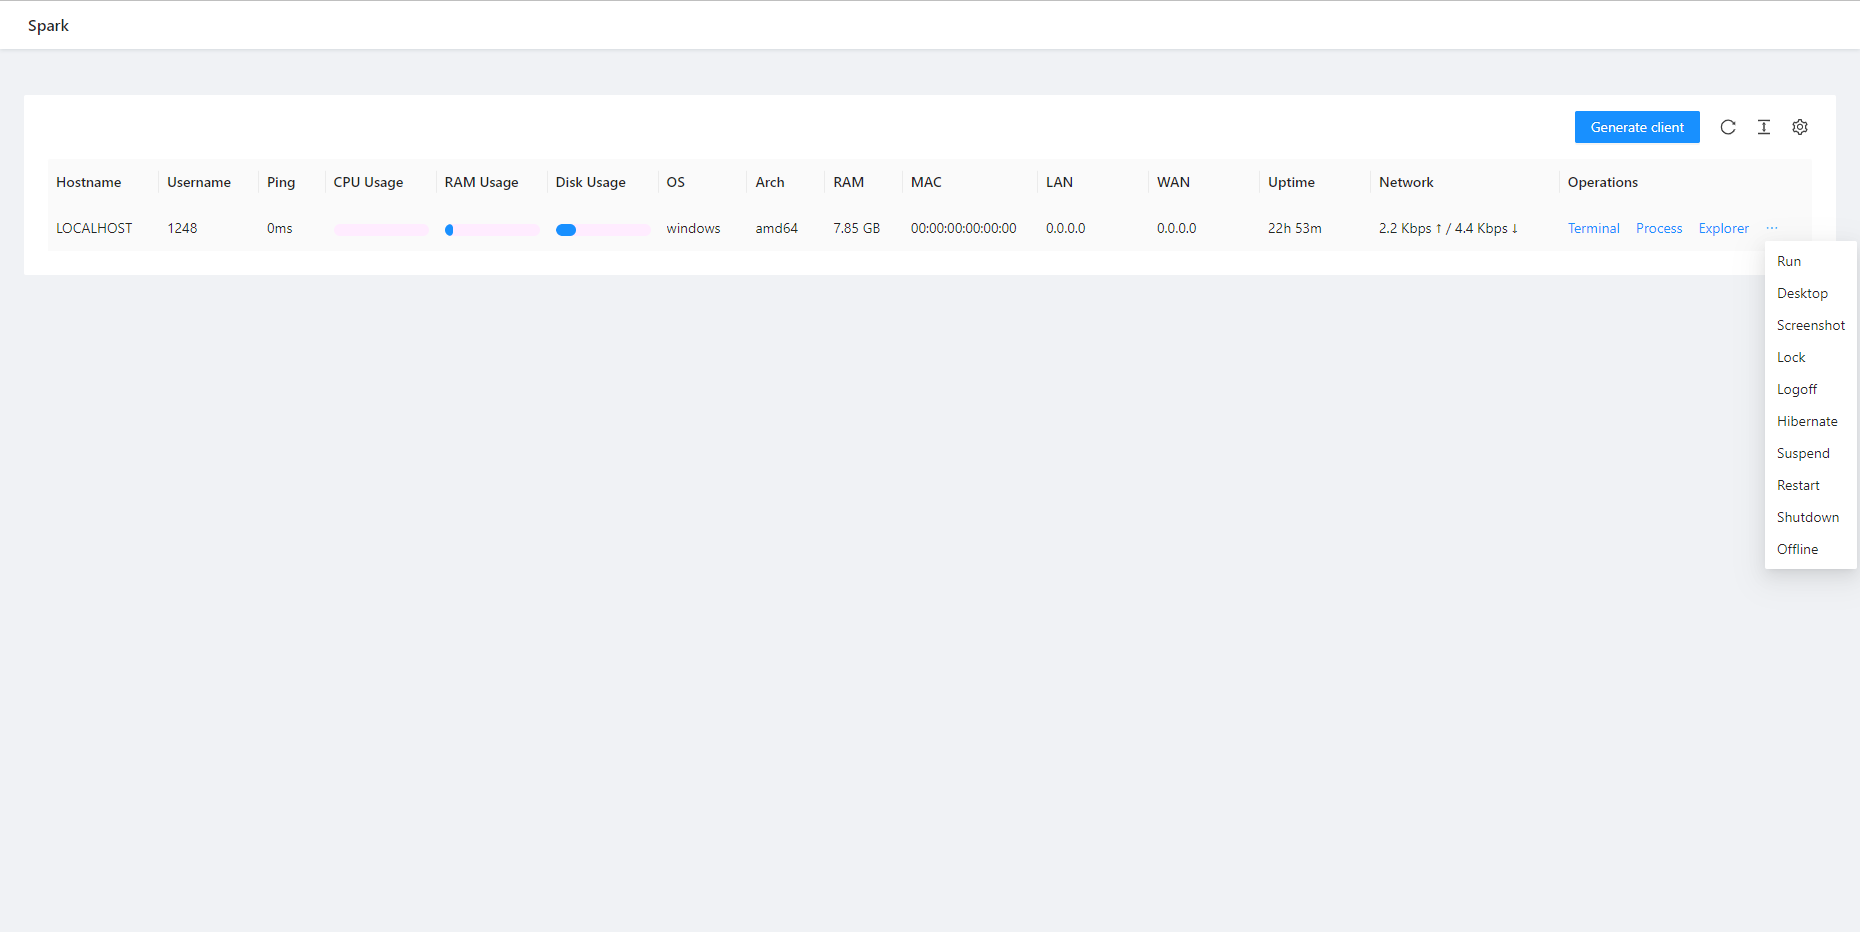 Spark
Generate client
Hostname Username Ping CPU Usage RAM Usage Disk Usage OS Arch RAM MAC LAN WAN Uptime Network Operations
LOCALHOST 1248 0ms windows amd64 7.85 GB 00:00:00:00:00:00 0.0.0.0 0.0.0.0 22h 53m 2.2 Kbps ↑ / 4.4 Kbps ↓ Terminal Process Explorer ···
Run
Desktop
Screenshot
Lock
Logoff
Hibernate
Suspend
Restart
Shutdown
Offline